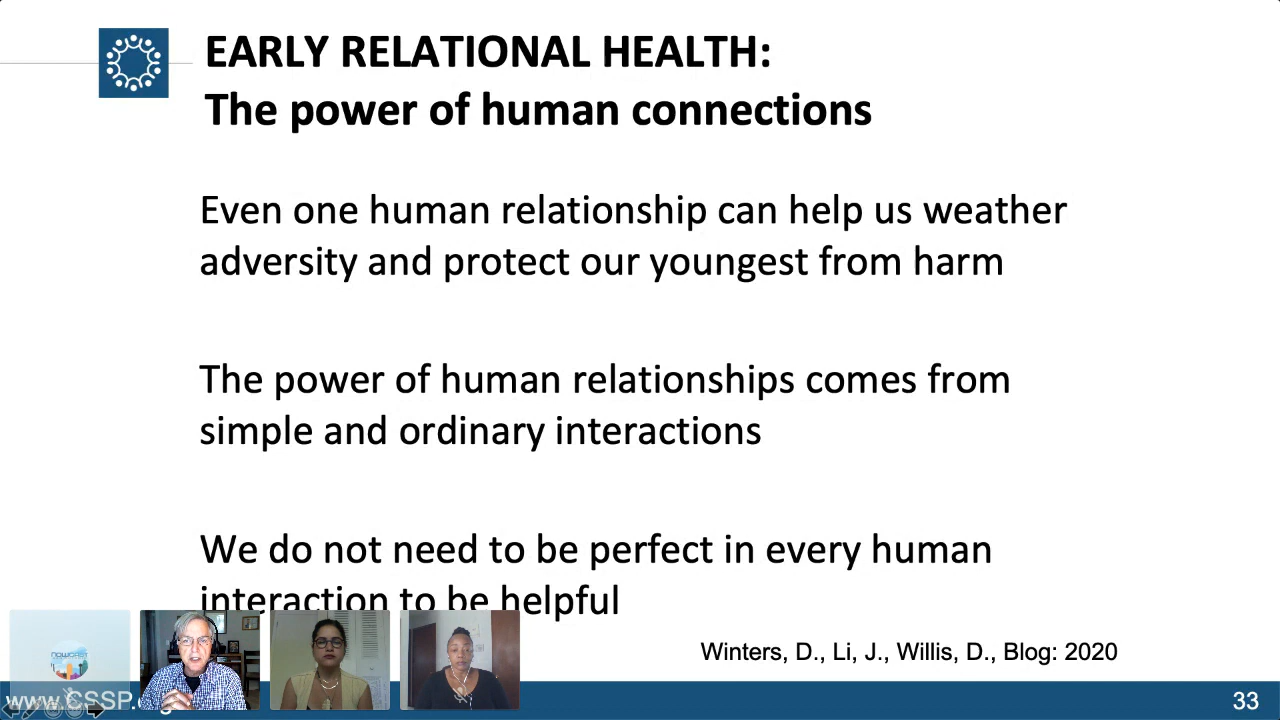 EARLY RELATIONAL HEALTH:
The power of human connections
Even one human relationship can help us weather
adversity and protect our youngest from harm
The power of human relationships comes from
simple and ordinary interactions
We do not need to be perfect in every human
interaction to be helpful
Winters, D., Li, J., Willis, D., Blog: 2020
www.CSSP.org
33